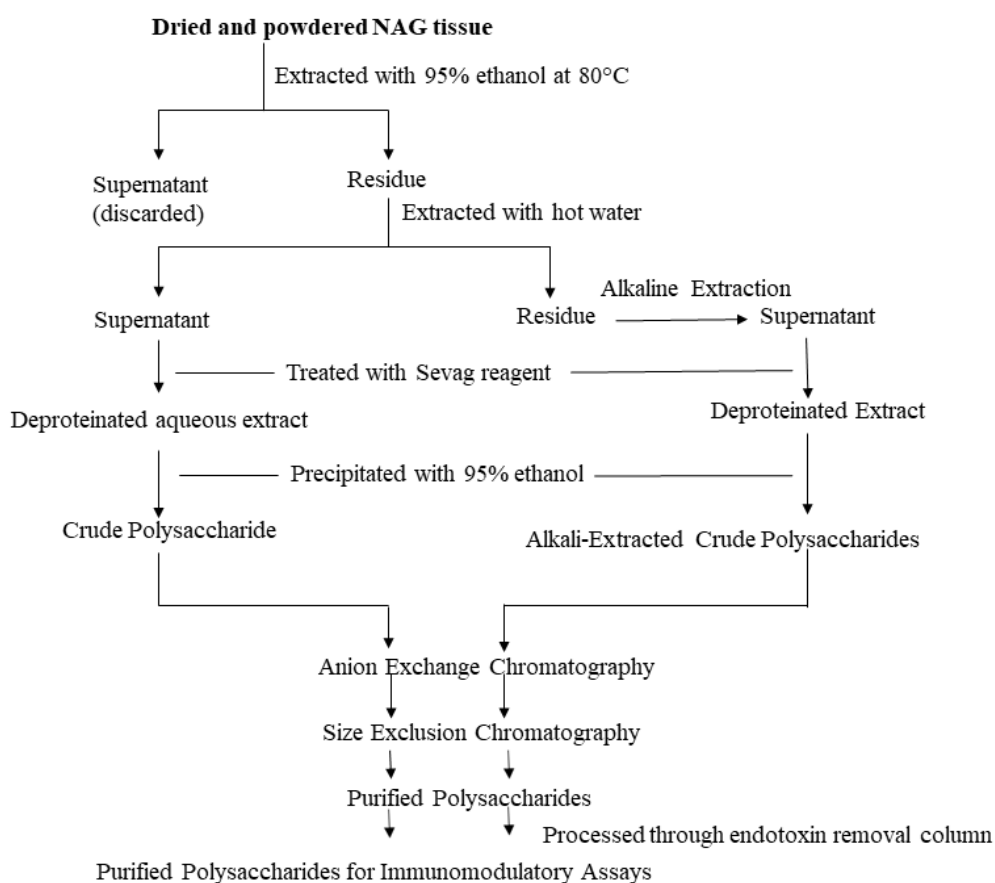 Dried and powdered NAG tissue
Extracted with 95% ethanol at 80°C
Supernatant
(discarded)
Residue
Extracted with hot water
Supernatant
Residue
Alkaline Extraction
Supernatant
Treated with Sevag reagent
Deproteinated aqueous extract
Deproteinated Extract
Precipitated with 95% ethanol
Crude Polysaccharide
Alkali-Extracted Crude Polysaccharides
Anion Exchange Chromatography
Size Exclusion Chromatography
Purified Polysaccharides
Processed through endotoxin removal column
Purified Polysaccharides for Immunomodulatory Assays